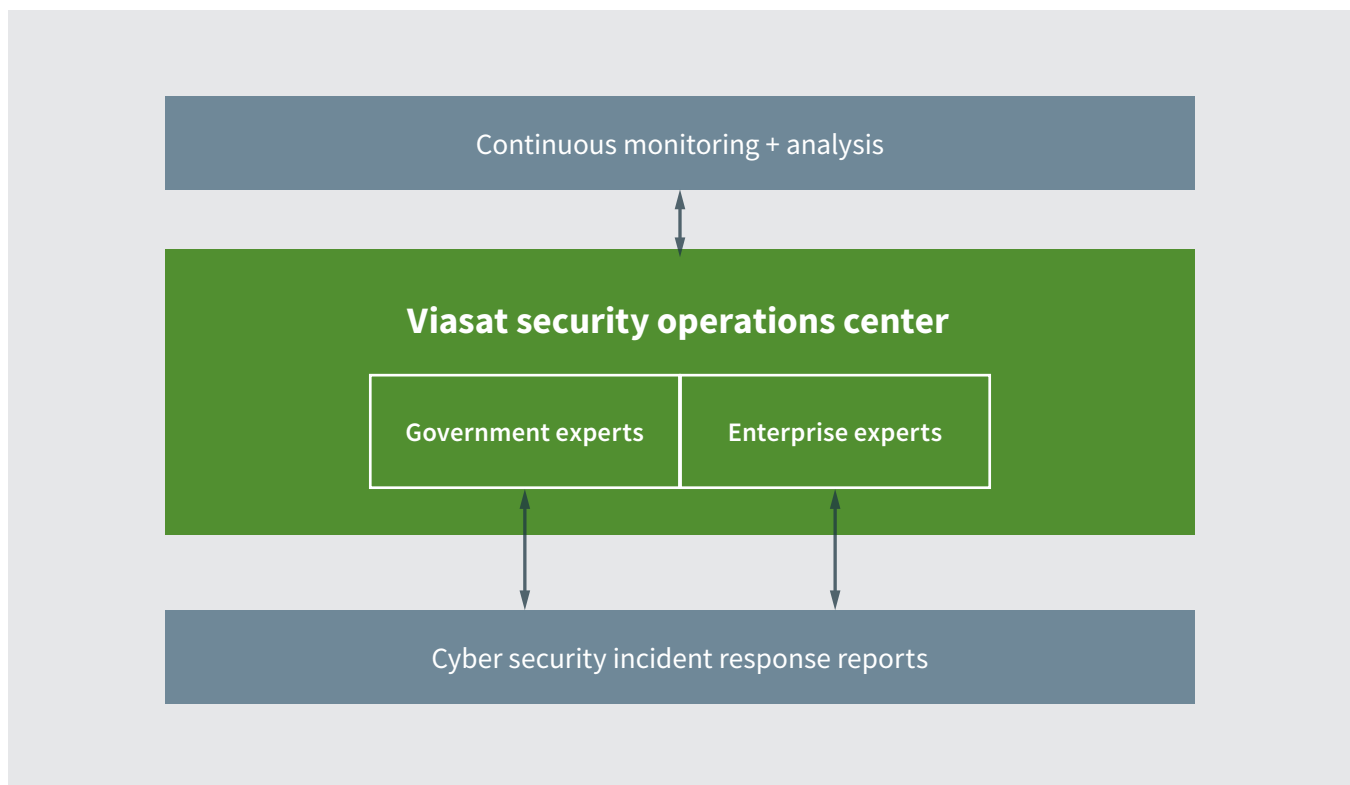 Continuous monitoring + analysis
Viasat security operations center
Government experts
Enterprise experts
Cyber security incident response reports